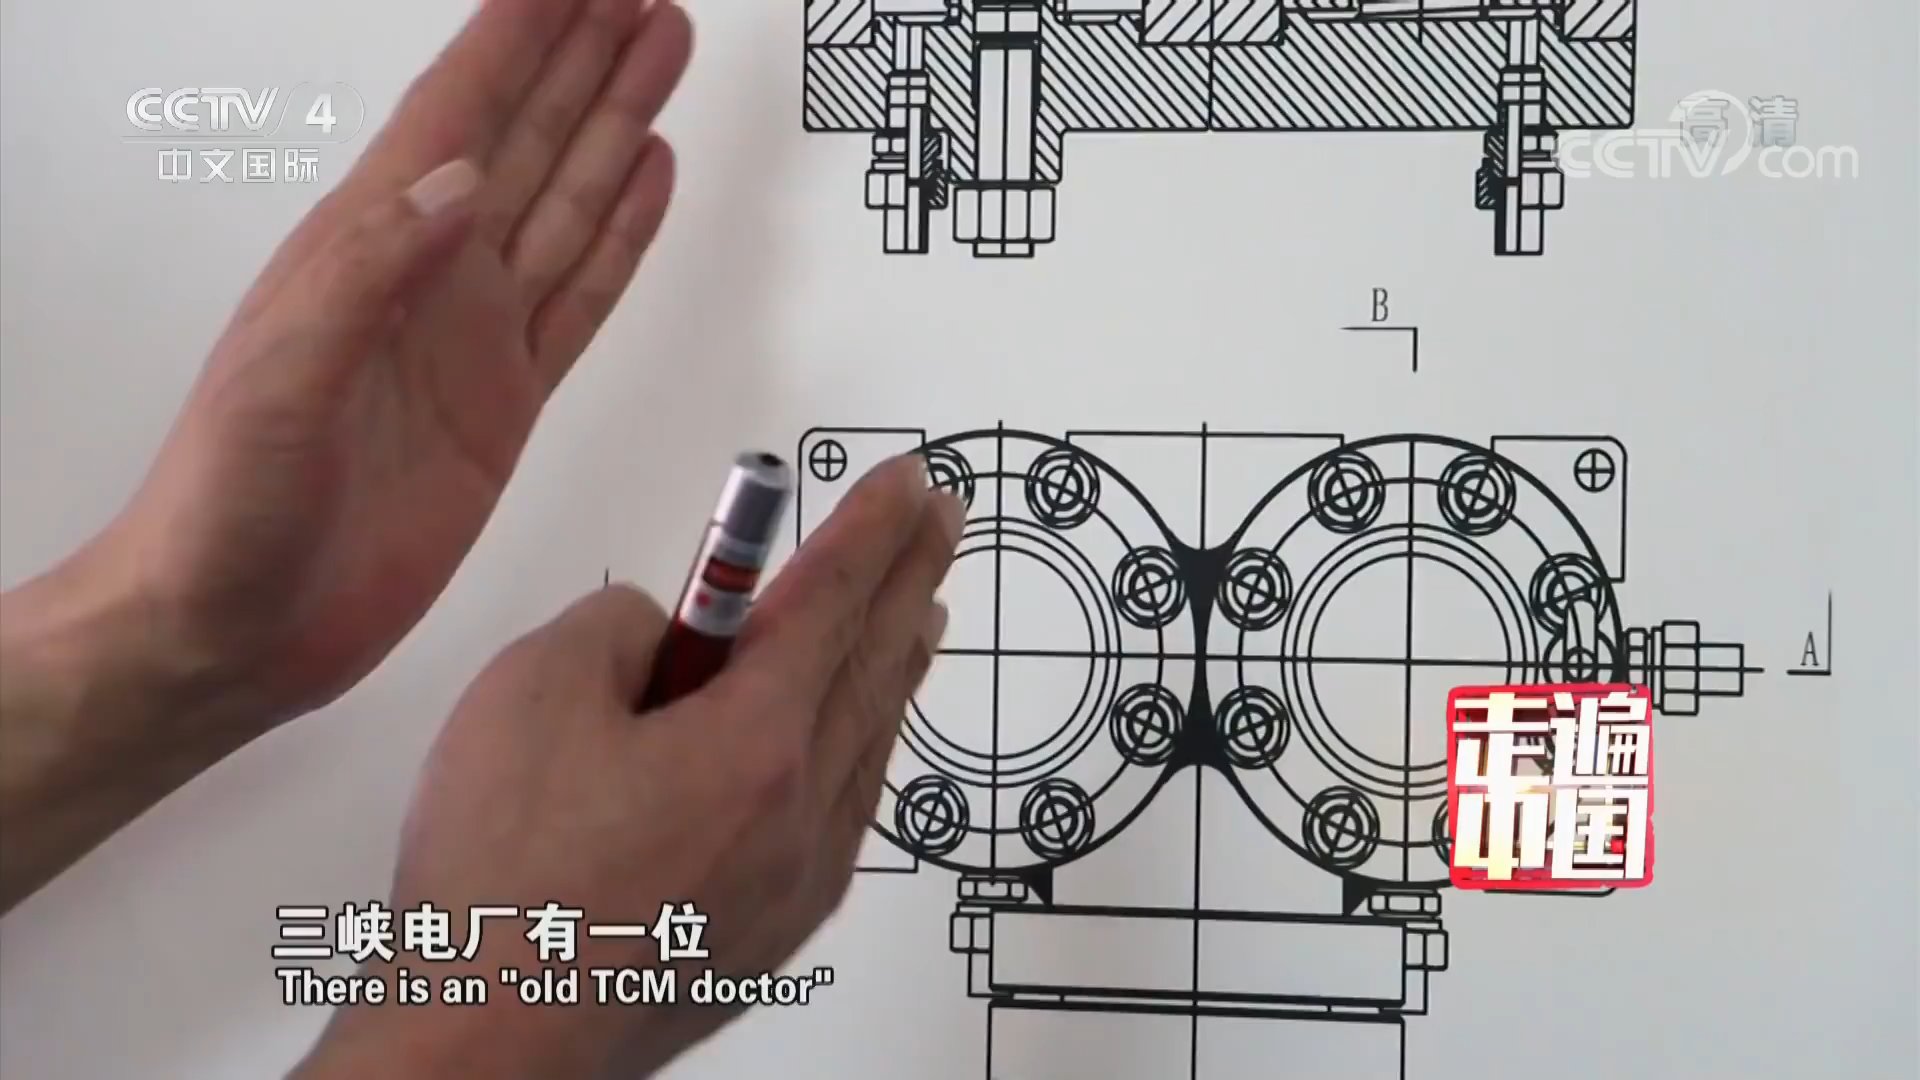 CCTV 4
中文国际
高清
CCTV.com
B
A
走遍
中国
三峡电厂有一位
There is an "old TCM doctor"